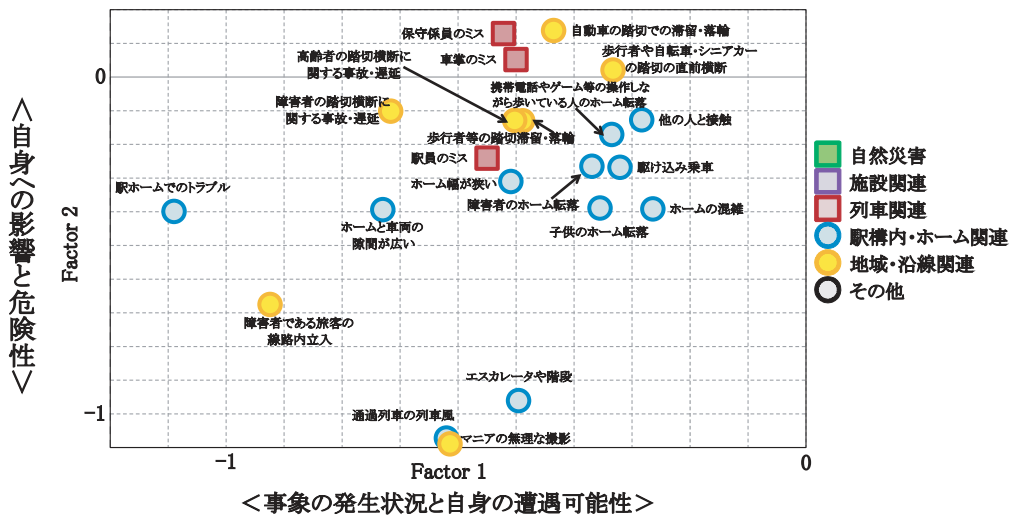 保守係員のミス
自動車の踏切での滞留・落輪
車掌のミス
歩行者や自転車・シニアカー
の踏切の直前横断
高齢者の踏切横断に
関する事故・遅延
0
携帯電話やゲーム等の操作しな
がら歩いている人のホーム転落
障害者の踏切横断に
関する事故・遅延
他の人と接触
歩行者等の踏切滞留・落輪
駅員のミス
駆け込み乗車
ホーム幅が狭い
駅ホームでのトラブル
障害者のホーム転落
ホームの混雑
ホームと車両の
隙間が広い
子供のホーム転落
障害者である旅客の
線路内立入
エスカレータや階段
通過列車の列車風
マニアの無理な撮影
-1
-1
0
Factor 1
＜事象の発生状況と自身の遭遇可能性＞
Factor 2
＜自身への影響と危険性＞
自然災害
施設関連
列車関連
駅構内・ホーム関連
地域・沿線関連
その他